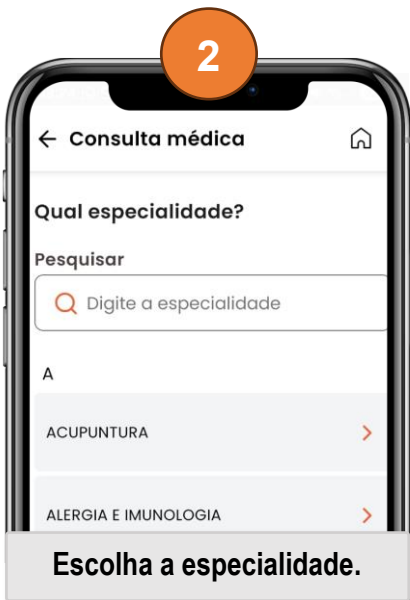 2
Consulta médica
Qual especialidade?
Pesquisar
Digite a especialidade
A
ACUPUNTURA
ALERGIA E IMUNOLOGIA
Escolha a especialidade.